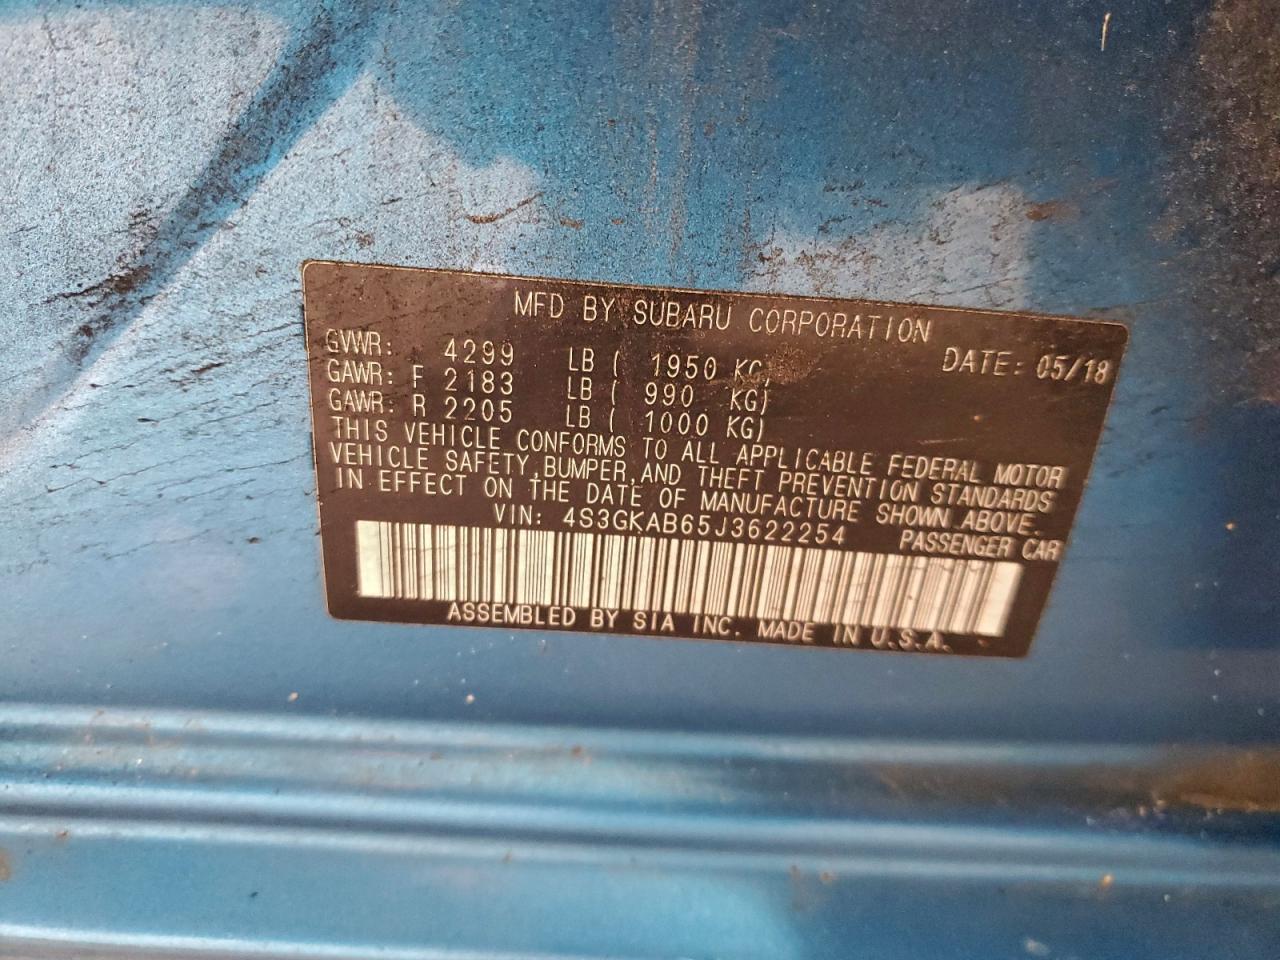 MFD BY SUBARU CORPORATION
GVWR: 4299 LB ( 1950 KG) DATE: 05/18
GAWR: F 2183 LB ( 990 KG)
GAWR: R 2205 LB ( 1000 KG)
THIS VEHICLE CONFORMS TO ALL APPLICABLE FEDERAL MOTOR
VEHICLE SAFETY, BUMPER, AND THEFT PREVENTION STANDARDS
IN EFFECT ON THE DATE OF MANUFACTURE SHOWN ABOVE.
VIN: 4S3GKAB65J3622254 PASSENGER CAR
ASSEMBLED BY SIA INC. MADE IN U.S.A.